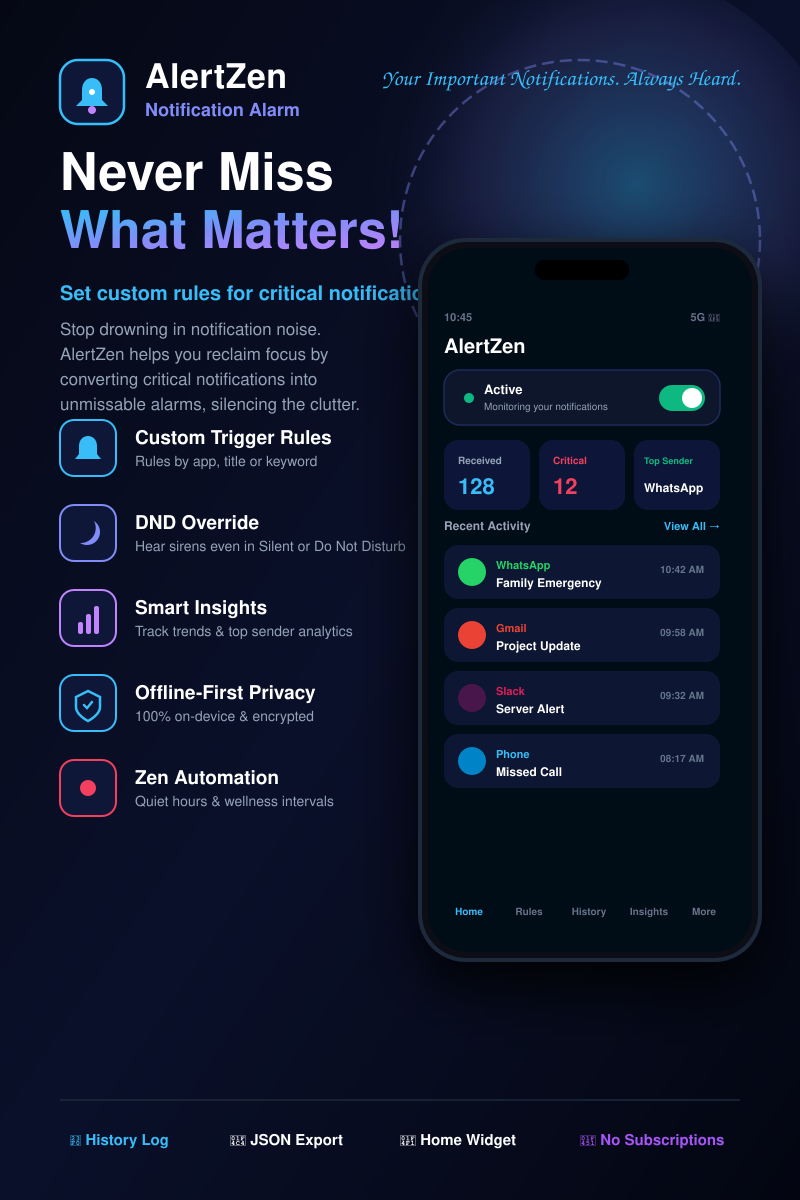 AlertZen
Notification Alarm
Your Important Notifications. Always Heard.
Never Miss
What Matters!
Set custom rules for critical notificatio
Stop drowning in notification noise.
AlertZen helps you reclaim focus by
converting critical notifications into
unmissable alarms, silencing the clutter.
Custom Trigger Rules
Rules by app, title or keyword
DND Override
Hear sirens even in Silent or Do Not Disturb
Smart Insights
Track trends & top sender analytics
Offline-First Privacy
100% on-device & encrypted
Zen Automation
Quiet hours & wellness intervals
10:45
5G
AlertZen
Active
Monitoring your notifications
Received
128
Critical
12
Top Sender
WhatsApp
Recent Activity
View All →
WhatsApp
Family Emergency
10:42 AM
Gmail
Project Update
09:58 AM
Slack
Server Alert
09:32 AM
Phone
Missed Call
08:17 AM
Home
Rules
History
Insights
More
History Log
JSON Export
Home Widget
No Subscriptions